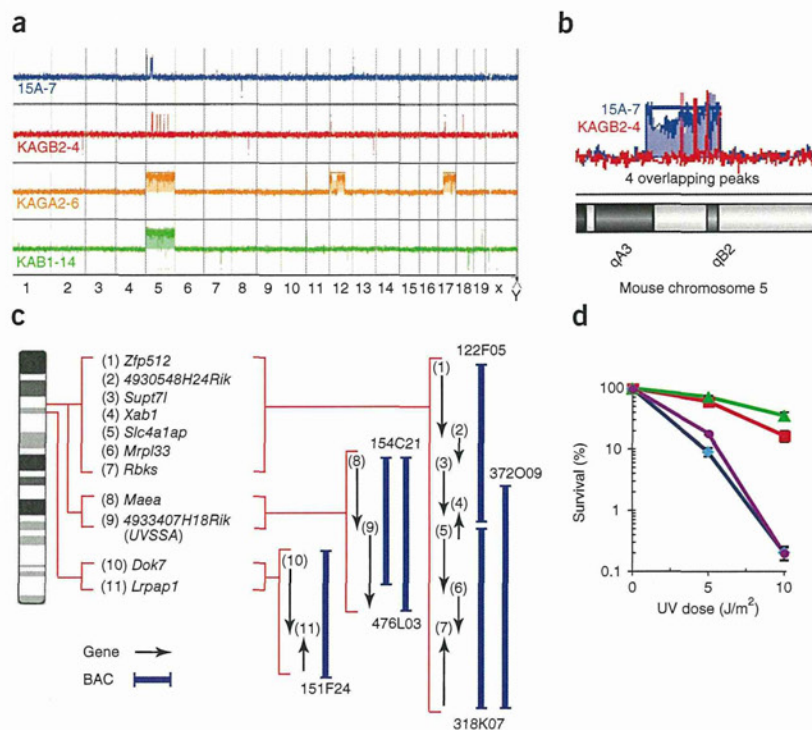 a
15A-7
KAGB2-4
KAGA2-6
KAB1-14
1 2 3 4 5 6 7 8 9 10 11 12 13 14 15 16 17 18 19 X Y
b
15A-7
KAGB2-4
4 overlapping peaks
qA3
qB2
Mouse chromosome 5
c
(1) Zfp512
(2) 4930548H24Rik
(3) Supt7l
(4) Xab1
(5) Slc4a1ap
(6) Mrpl33
(7) Rbks
(8) Maea
(9) 4933407H18Rik
(UVSSA)
(10) Dok7
(11) Lrpap1
Gene
BAC
(10)
(11)
151F24
154C21
(8)
(9)
476L03
122F05
(1)
(2)
(3)
(4)
(5)
(6)
(7)
372O09
318K07
d
Survival (%)
100
10
1
0.1
0 5 10
UV dose (J/m²)